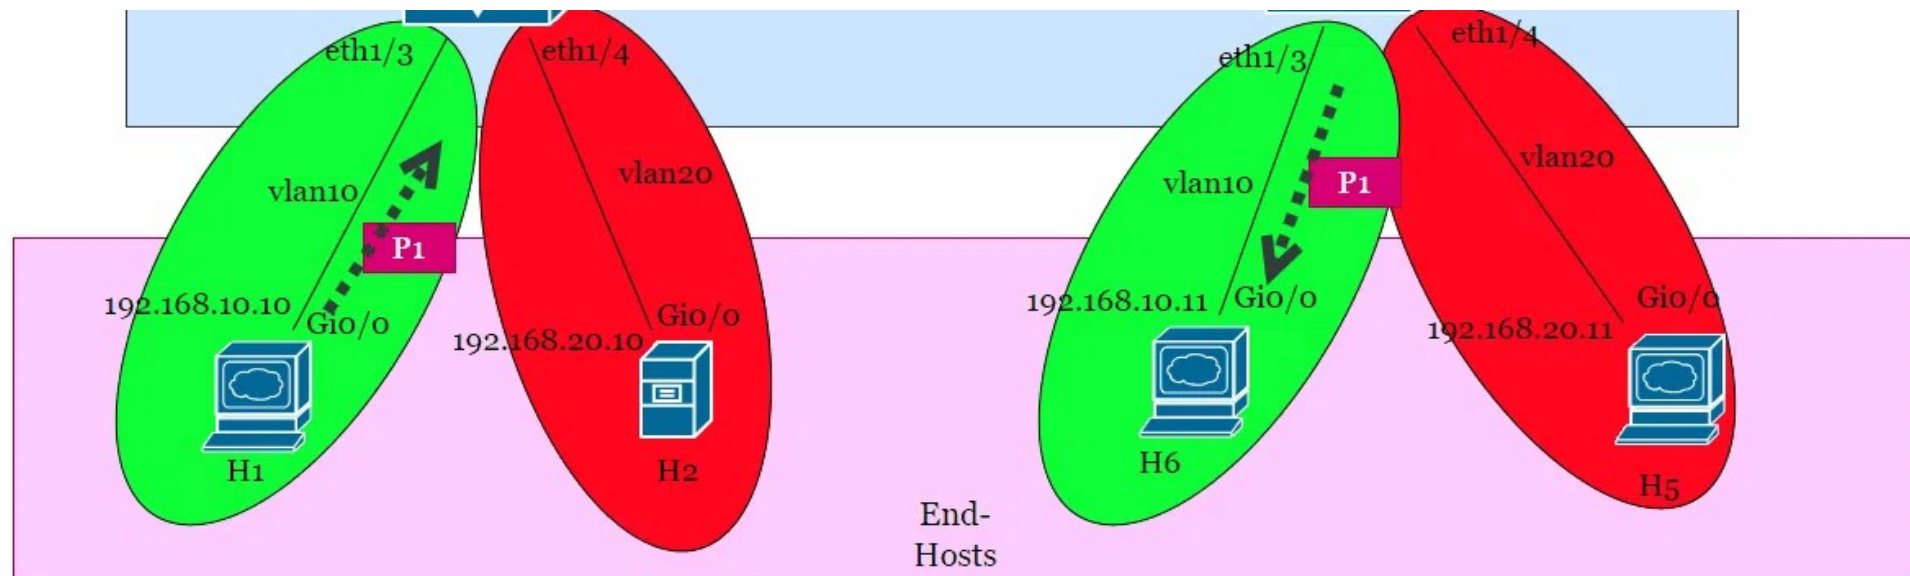 eth1/3
eth1/4
eth1/3
eth1/4
vlan10
vlan20
vlan10
vlan20
P1
P1
192.168.10.10
Gi0/0
192.168.20.10
Gi0/0
192.168.10.11
Gi0/0
192.168.20.11
Gi0/0
H1
H2
H6
H5
End-
Hosts